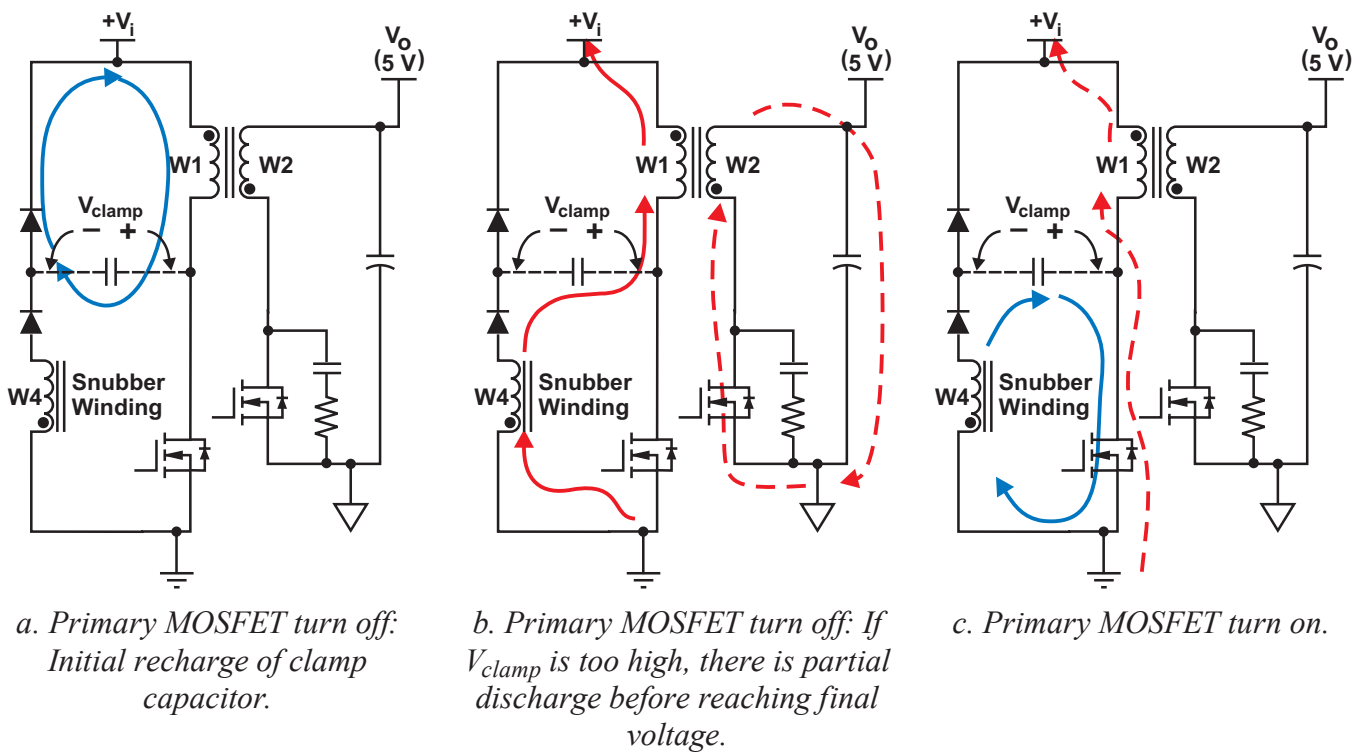 +Vi
Vo
(5 V)
W1
W2
Vclamp
– +
W4
Snubber
Winding
a. Primary MOSFET turn off:
Initial recharge of clamp
capacitor.
+Vi
Vo
(5 V)
W1
W2
Vclamp
– +
W4
Snubber
Winding
b. Primary MOSFET turn off: If
Vclamp is too high, there is partial
discharge before reaching final
voltage.
+Vi
Vo
(5 V)
W1
W2
Vclamp
– +
W4
Snubber
Winding
c. Primary MOSFET turn on.